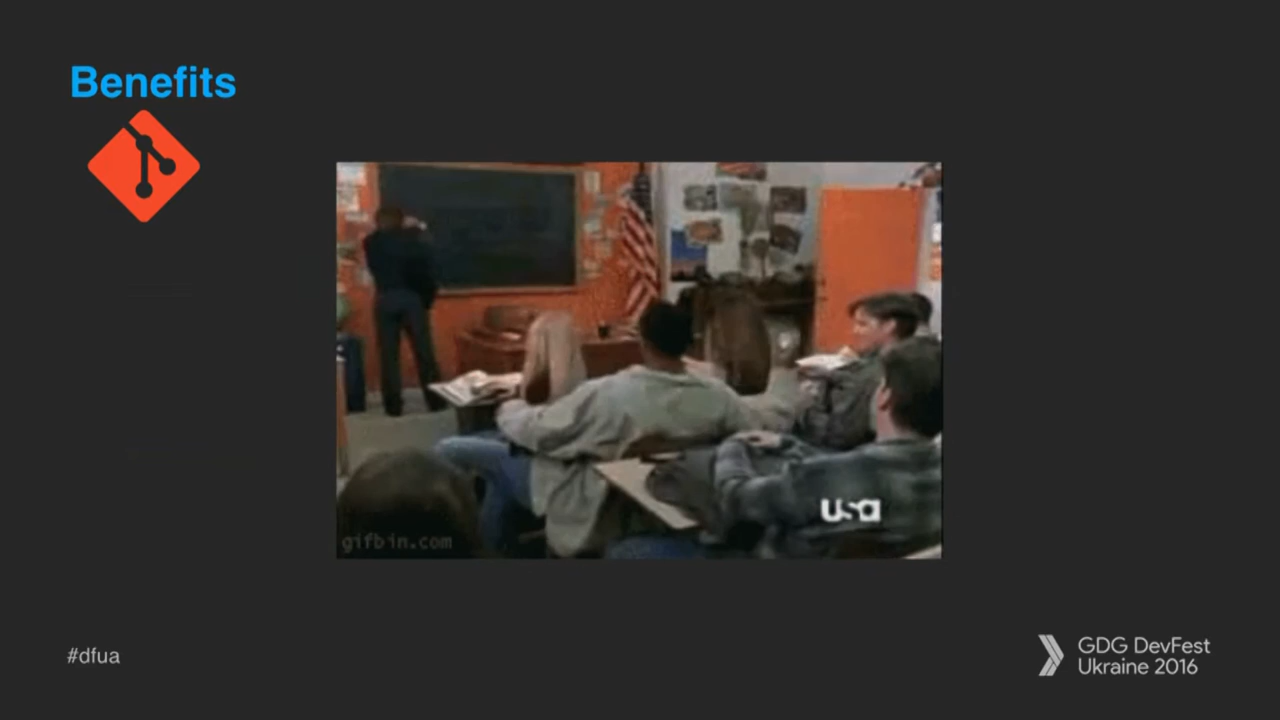 Benefits
usa
gifbin.com
#dfua
GDG DevFest
Ukraine 2016